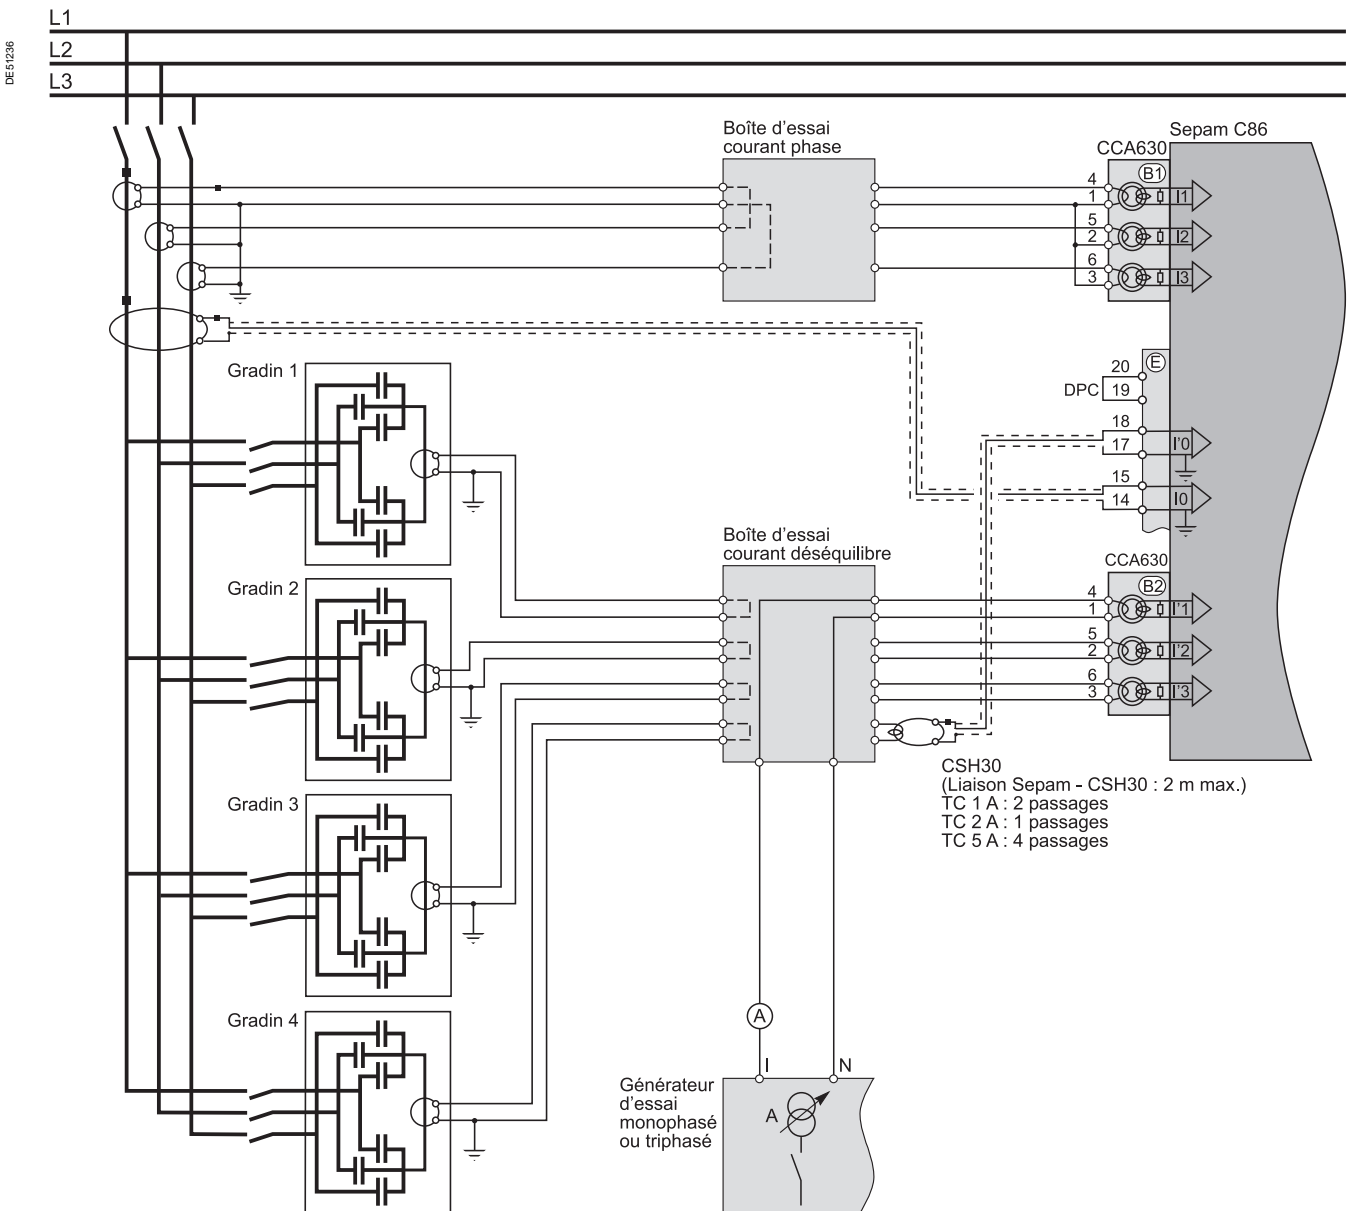 L1
DE51236
L2
L3
Boîte d'essai
courant phase
Sepam C86
CCA630
B1
4
1
I1
5
2
I2
6
3
I3
Gradin 1
E
20
DPC
19
18
17
I'0
15
14
I0
Boîte d'essai
courant déséquilibre
CCA630
B2
Gradin 2
4
1
I'1
5
2
I'2
6
3
I'3
CSH30
(Liaison Sepam - CSH30 : 2 m max.)
TC 1 A : 2 passages
TC 2 A : 1 passages
TC 5 A : 4 passages
Gradin 3
Gradin 4
A
I
N
Générateur
d'essai
monophasé
ou triphasé
A